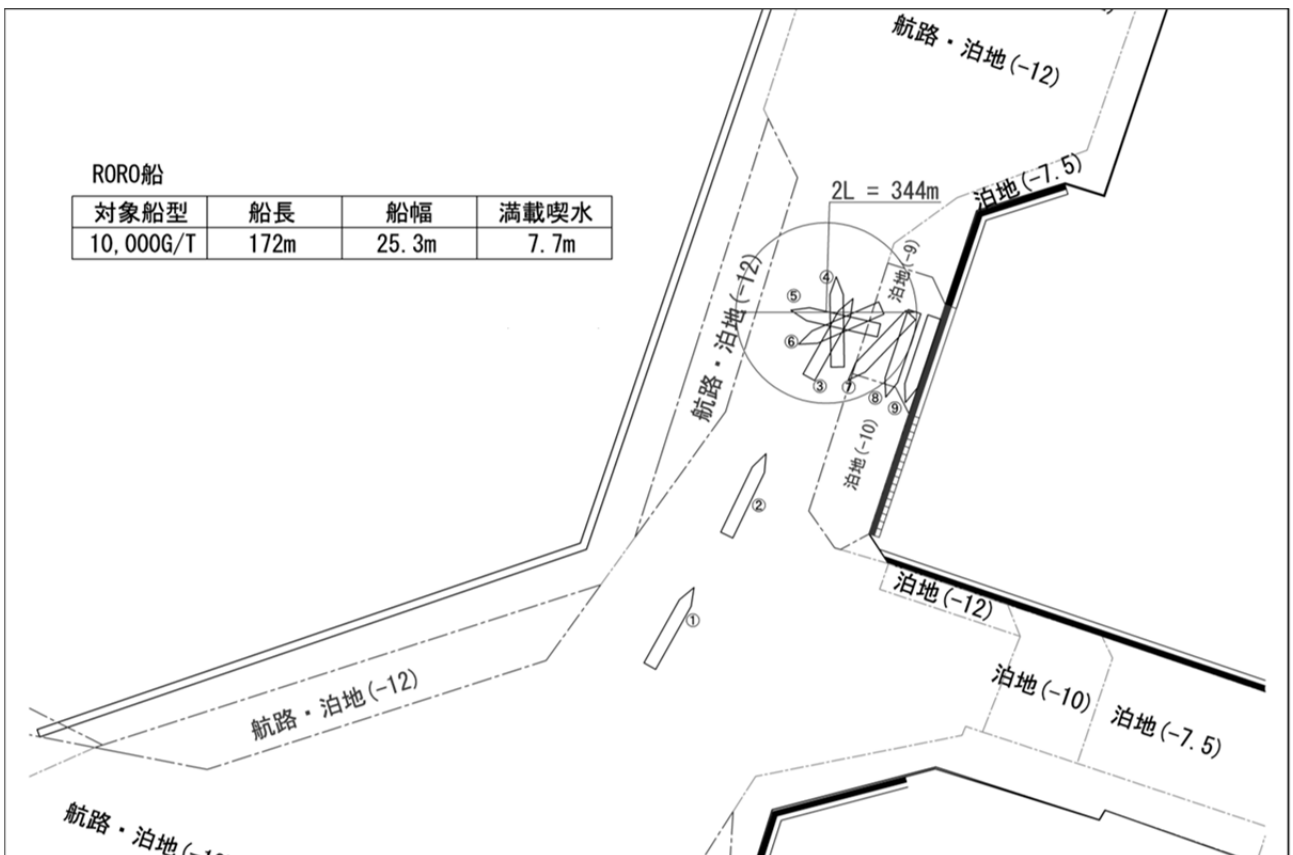 航路・泊地(-12)
RORO船
対象船型 船長 船幅 満載喫水
10,000G/T 172m 25.3m 7.7m
泊地(-7.5)
2L = 344m
泊地(-9)
航路・泊地(-12)
④
⑤
⑥
③
⑦
⑧
⑨
泊地(-10)
②
泊地(-12)
①
泊地(-10)
泊地(-7.5)
航路・泊地(-12)
航路・泊地